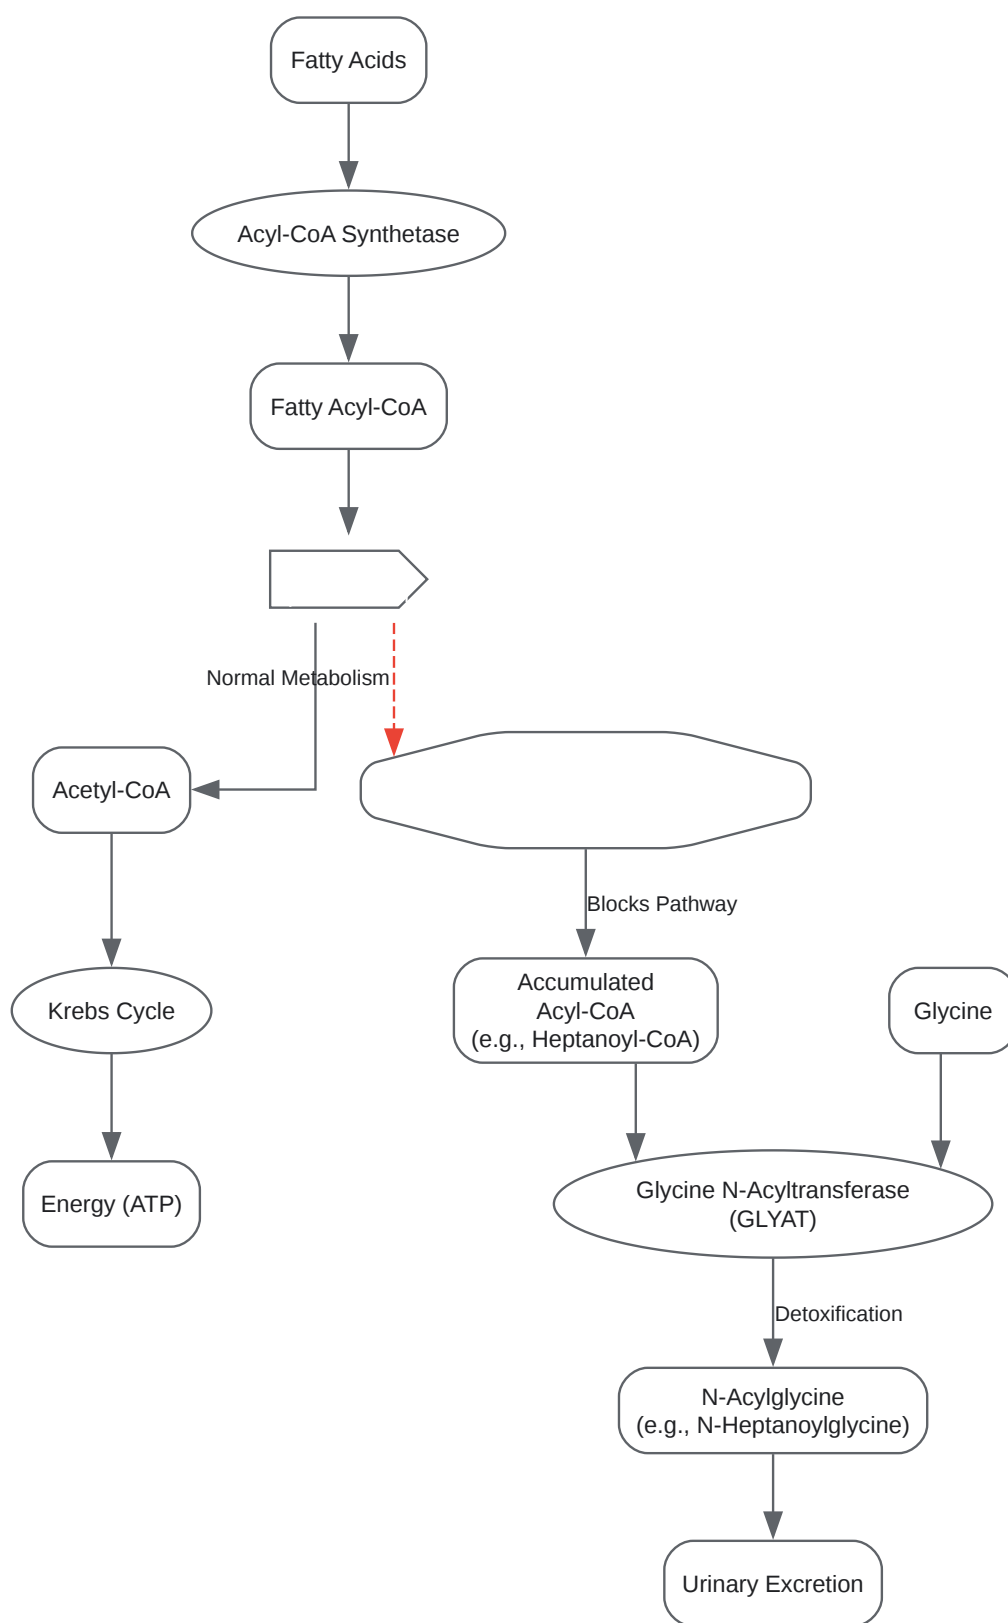 Fatty Acids
Acyl-CoA Synthetase
Fatty Acyl-CoA
Normal Metabolism
Acetyl-CoA
Blocks Pathway
Accumulated
Acyl-CoA
(e.g., Heptanoyl-CoA)
Glycine
Krebs Cycle
Energy (ATP)
Glycine N-Acyltransferase
(GLYAT)
Detoxification
N-Acylglycine
(e.g., N-Heptanoylglycine)
Urinary Excretion